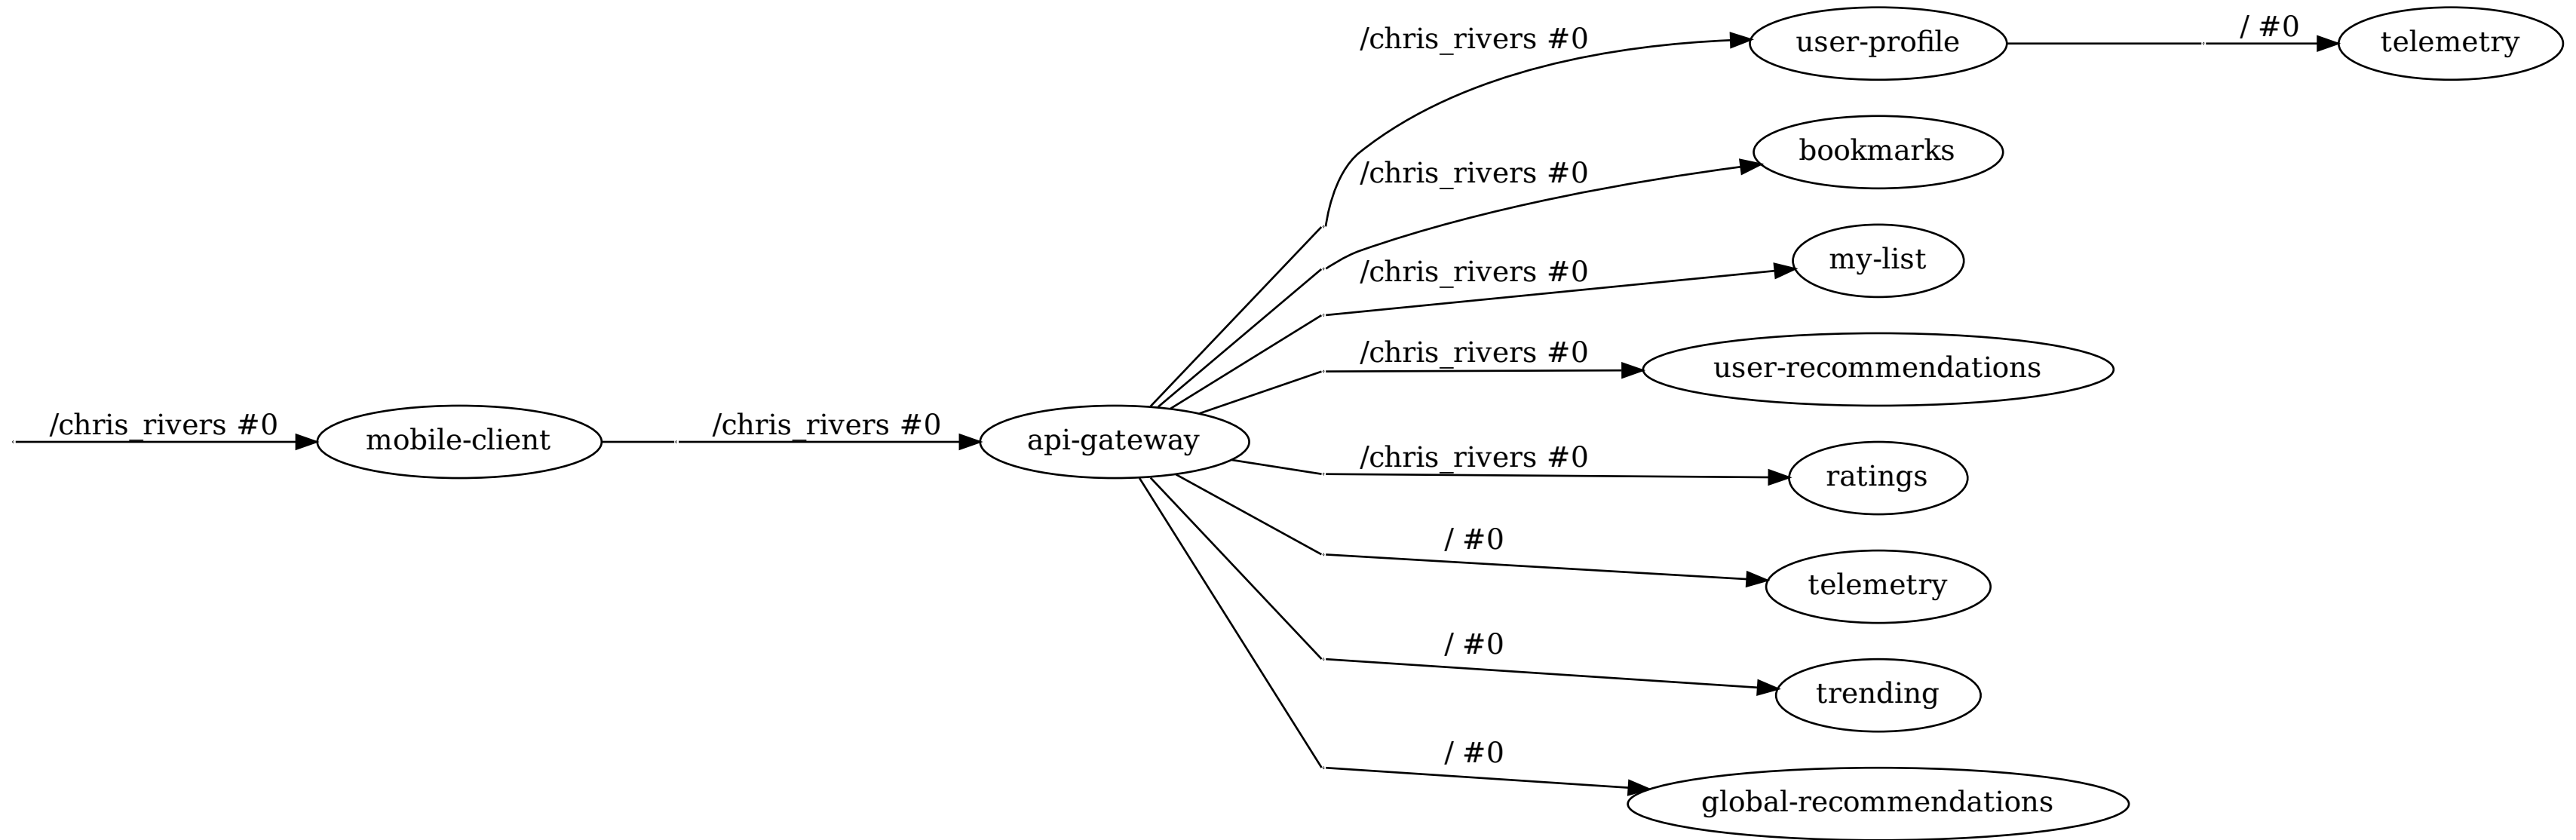 /chris_rivers #0
mobile-client
/chris_rivers #0
api-gateway
/chris_rivers #0
user-profile
/ #0
telemetry
/chris_rivers #0
bookmarks
/chris_rivers #0
my-list
/chris_rivers #0
user-recommendations
/chris_rivers #0
ratings
/ #0
telemetry
/ #0
trending
/ #0
global-recommendations